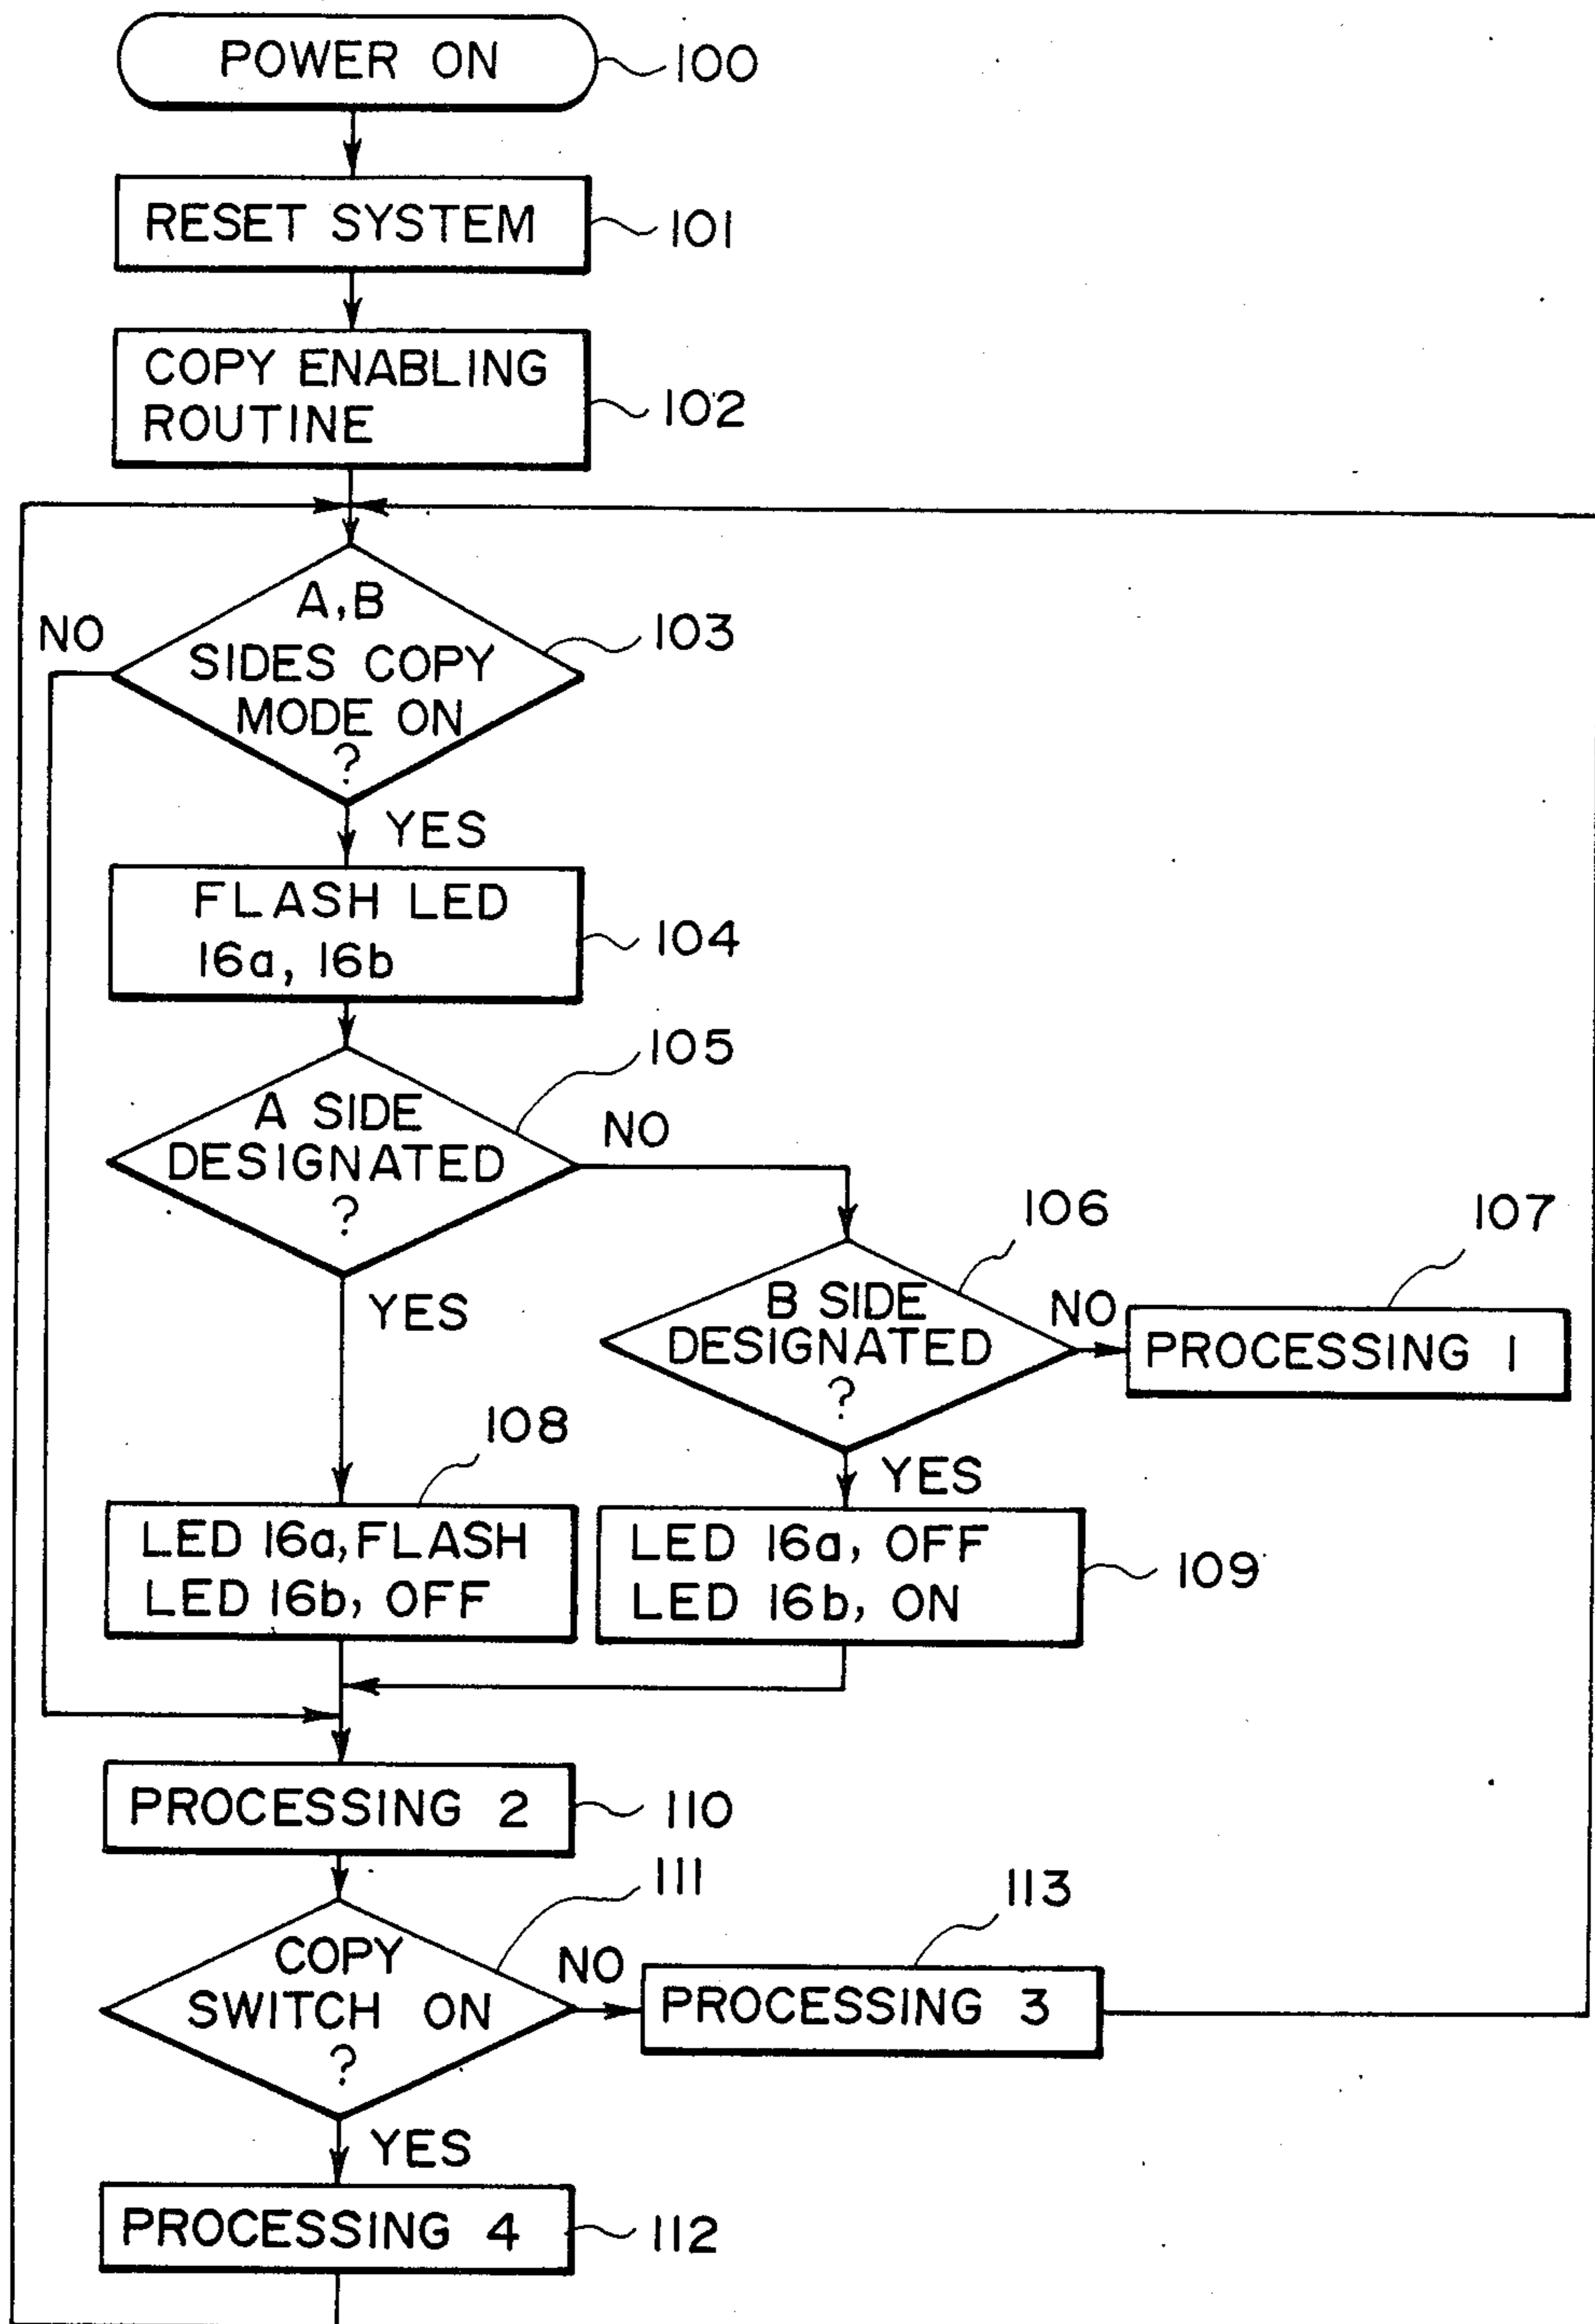 POWER ON
100
RESET SYSTEM
101
COPY ENABLING
ROUTINE
102
A,B
SIDES COPY
MODE ON
?
103
NO
YES
FLASH LED
16a, 16b
104
A SIDE
DESIGNATED
?
105
NO
YES
B SIDE
DESIGNATED
?
106
NO
PROCESSING 1
107
YES
LED 16a, FLASH
LED 16b, OFF
108
LED 16a, OFF
LED 16b, ON
109
PROCESSING 2
110
COPY
SWITCH ON
?
111
NO
PROCESSING 3
113
YES
PROCESSING 4
112